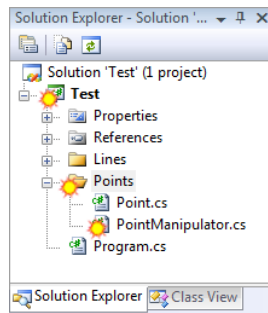 Solution Explorer - Solution '...
Solution 'Test' (1 project)
Test
Properties
References
Lines
Points
Point.cs
PointManipulator.cs
Program.cs
Solution Explorer Class View